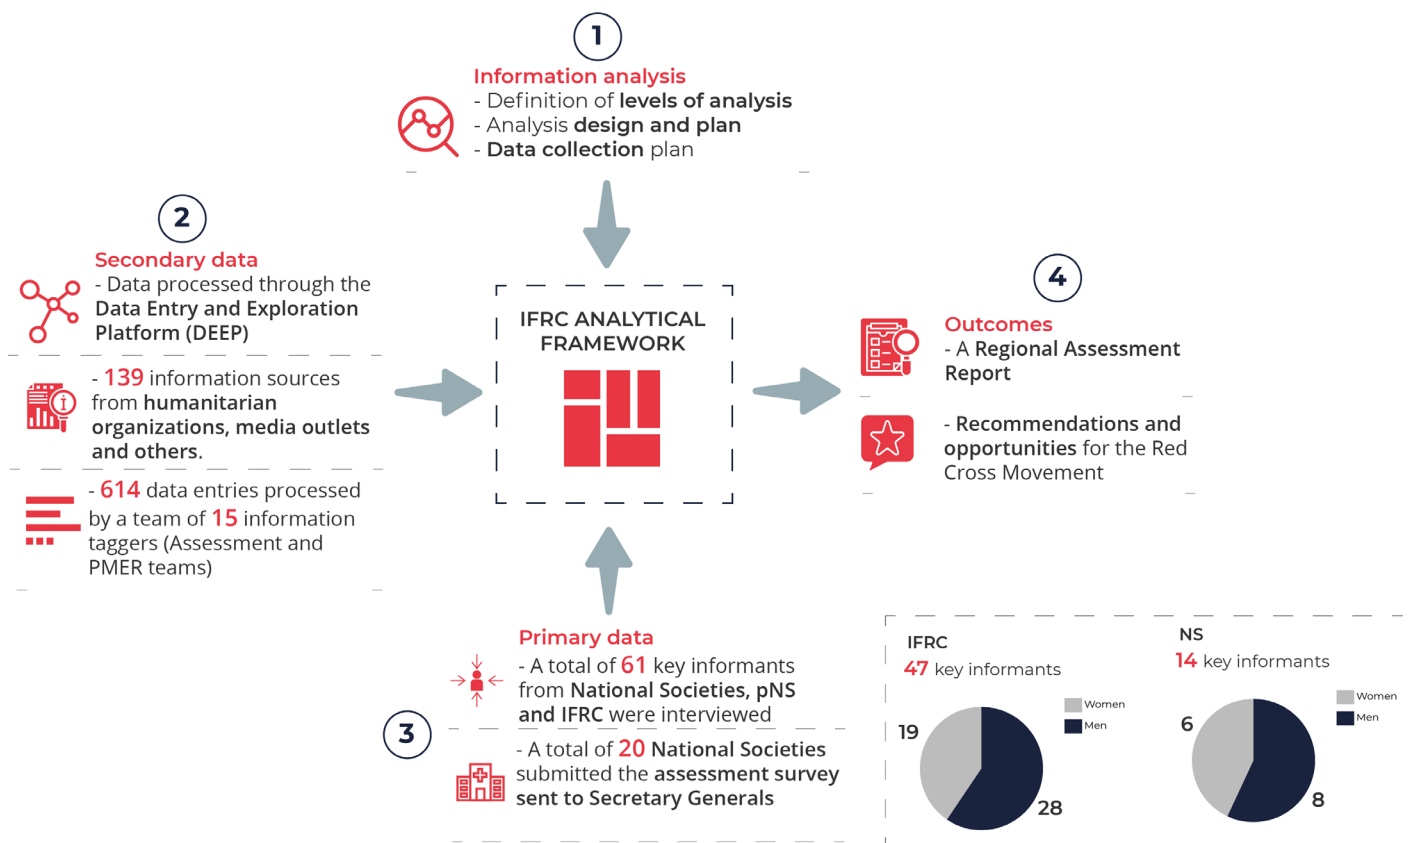 1
Information analysis
- Definition of levels of analysis
- Analysis design and plan
- Data collection plan
2
Secondary data
- Data processed through the
Data Entry and Exploration
Platform (DEEP)
- 139 information sources
from humanitarian
organizations, media outlets
and others.
- 614 data entries processed
by a team of 15 information
taggers (Assessment and
PMER teams)
IFRC ANALYTICAL
FRAMEWORK
4
Outcomes
- A Regional Assessment
Report
- Recommendations and
opportunities for the Red
Cross Movement
3
Primary data
- A total of 61 key informants
from National Societies, pNS
and IFRC were interviewed
- A total of 20 National Societies
submitted the assessment survey
sent to Secretary Generals
IFRC
47 key informants
Women
Men
19
28
NS
14 key informants
Women
Men
6
8